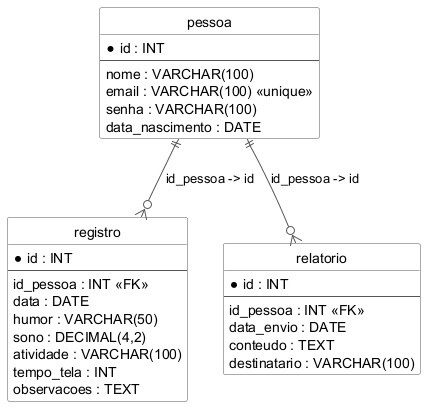 pessoa
id : INT
nome : VARCHAR(100)
email : VARCHAR(100) «unique»
senha : VARCHAR(100)
data_nascimento : DATE
id_pessoa -> id
id_pessoa -> id
registro
id : INT
id_pessoa : INT «FK»
data : DATE
humor : VARCHAR(50)
sono : DECIMAL(4,2)
atividade : VARCHAR(100)
tempo_tela : INT
observacoes : TEXT
relatorio
id : INT
id_pessoa : INT «FK»
data_envio : DATE
conteudo : TEXT
destinatario : VARCHAR(100)